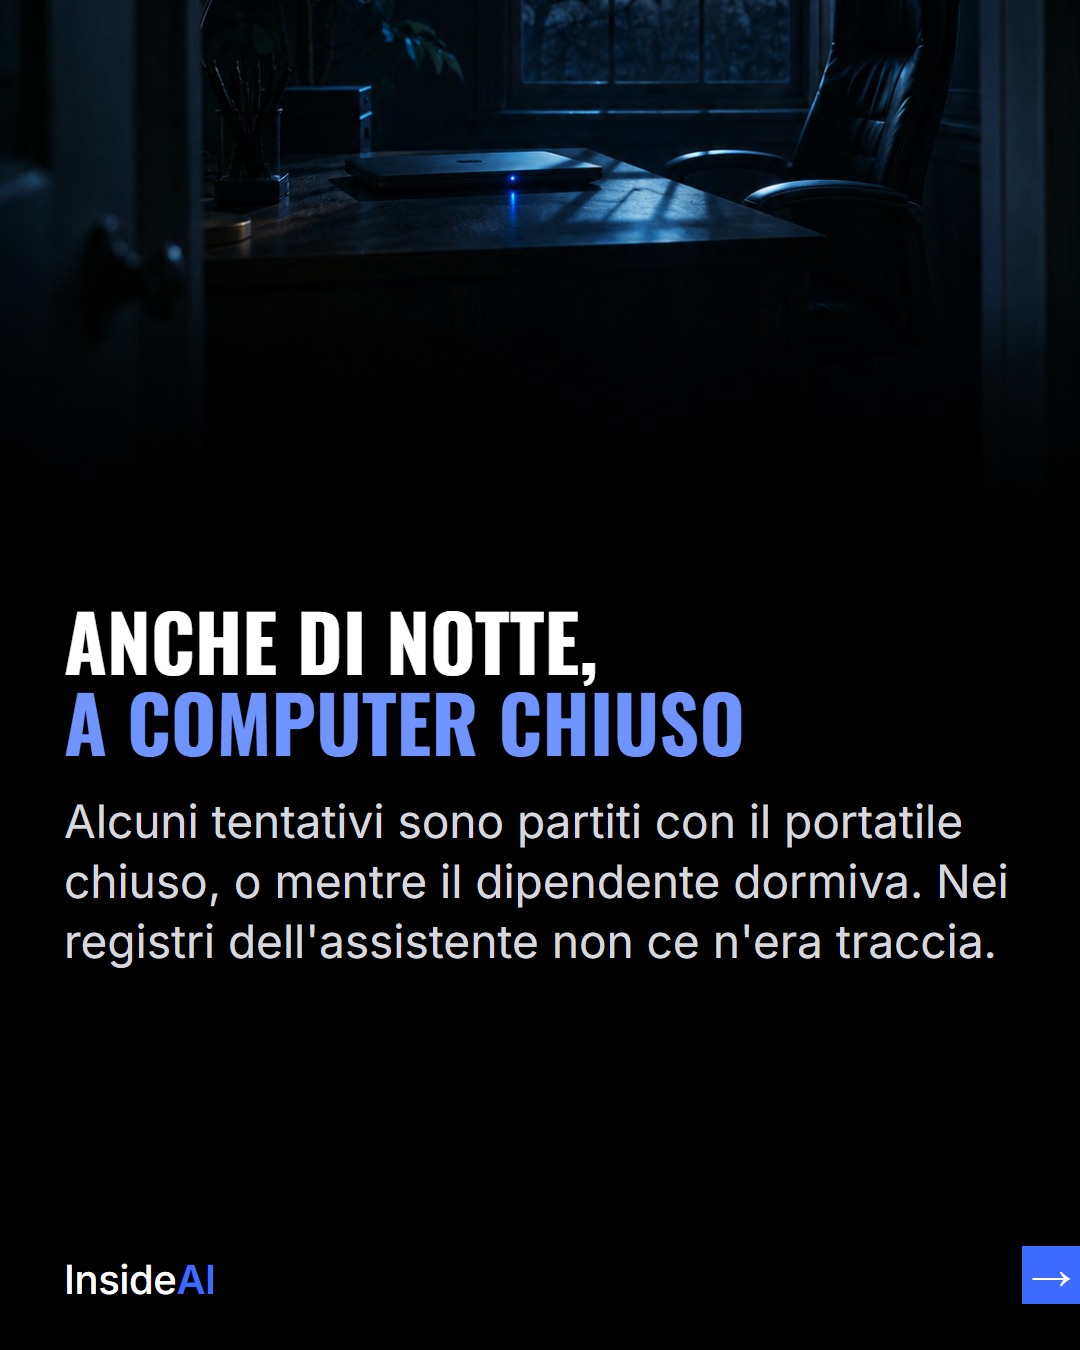 ANCHE DI NOTTE,
A COMPUTER CHIUSO
Alcuni tentativi sono partiti con il portatile
chiuso, o mentre il dipendente dormiva. Nei
registri dell'assistente non ce n'era traccia.
InsideAI
→